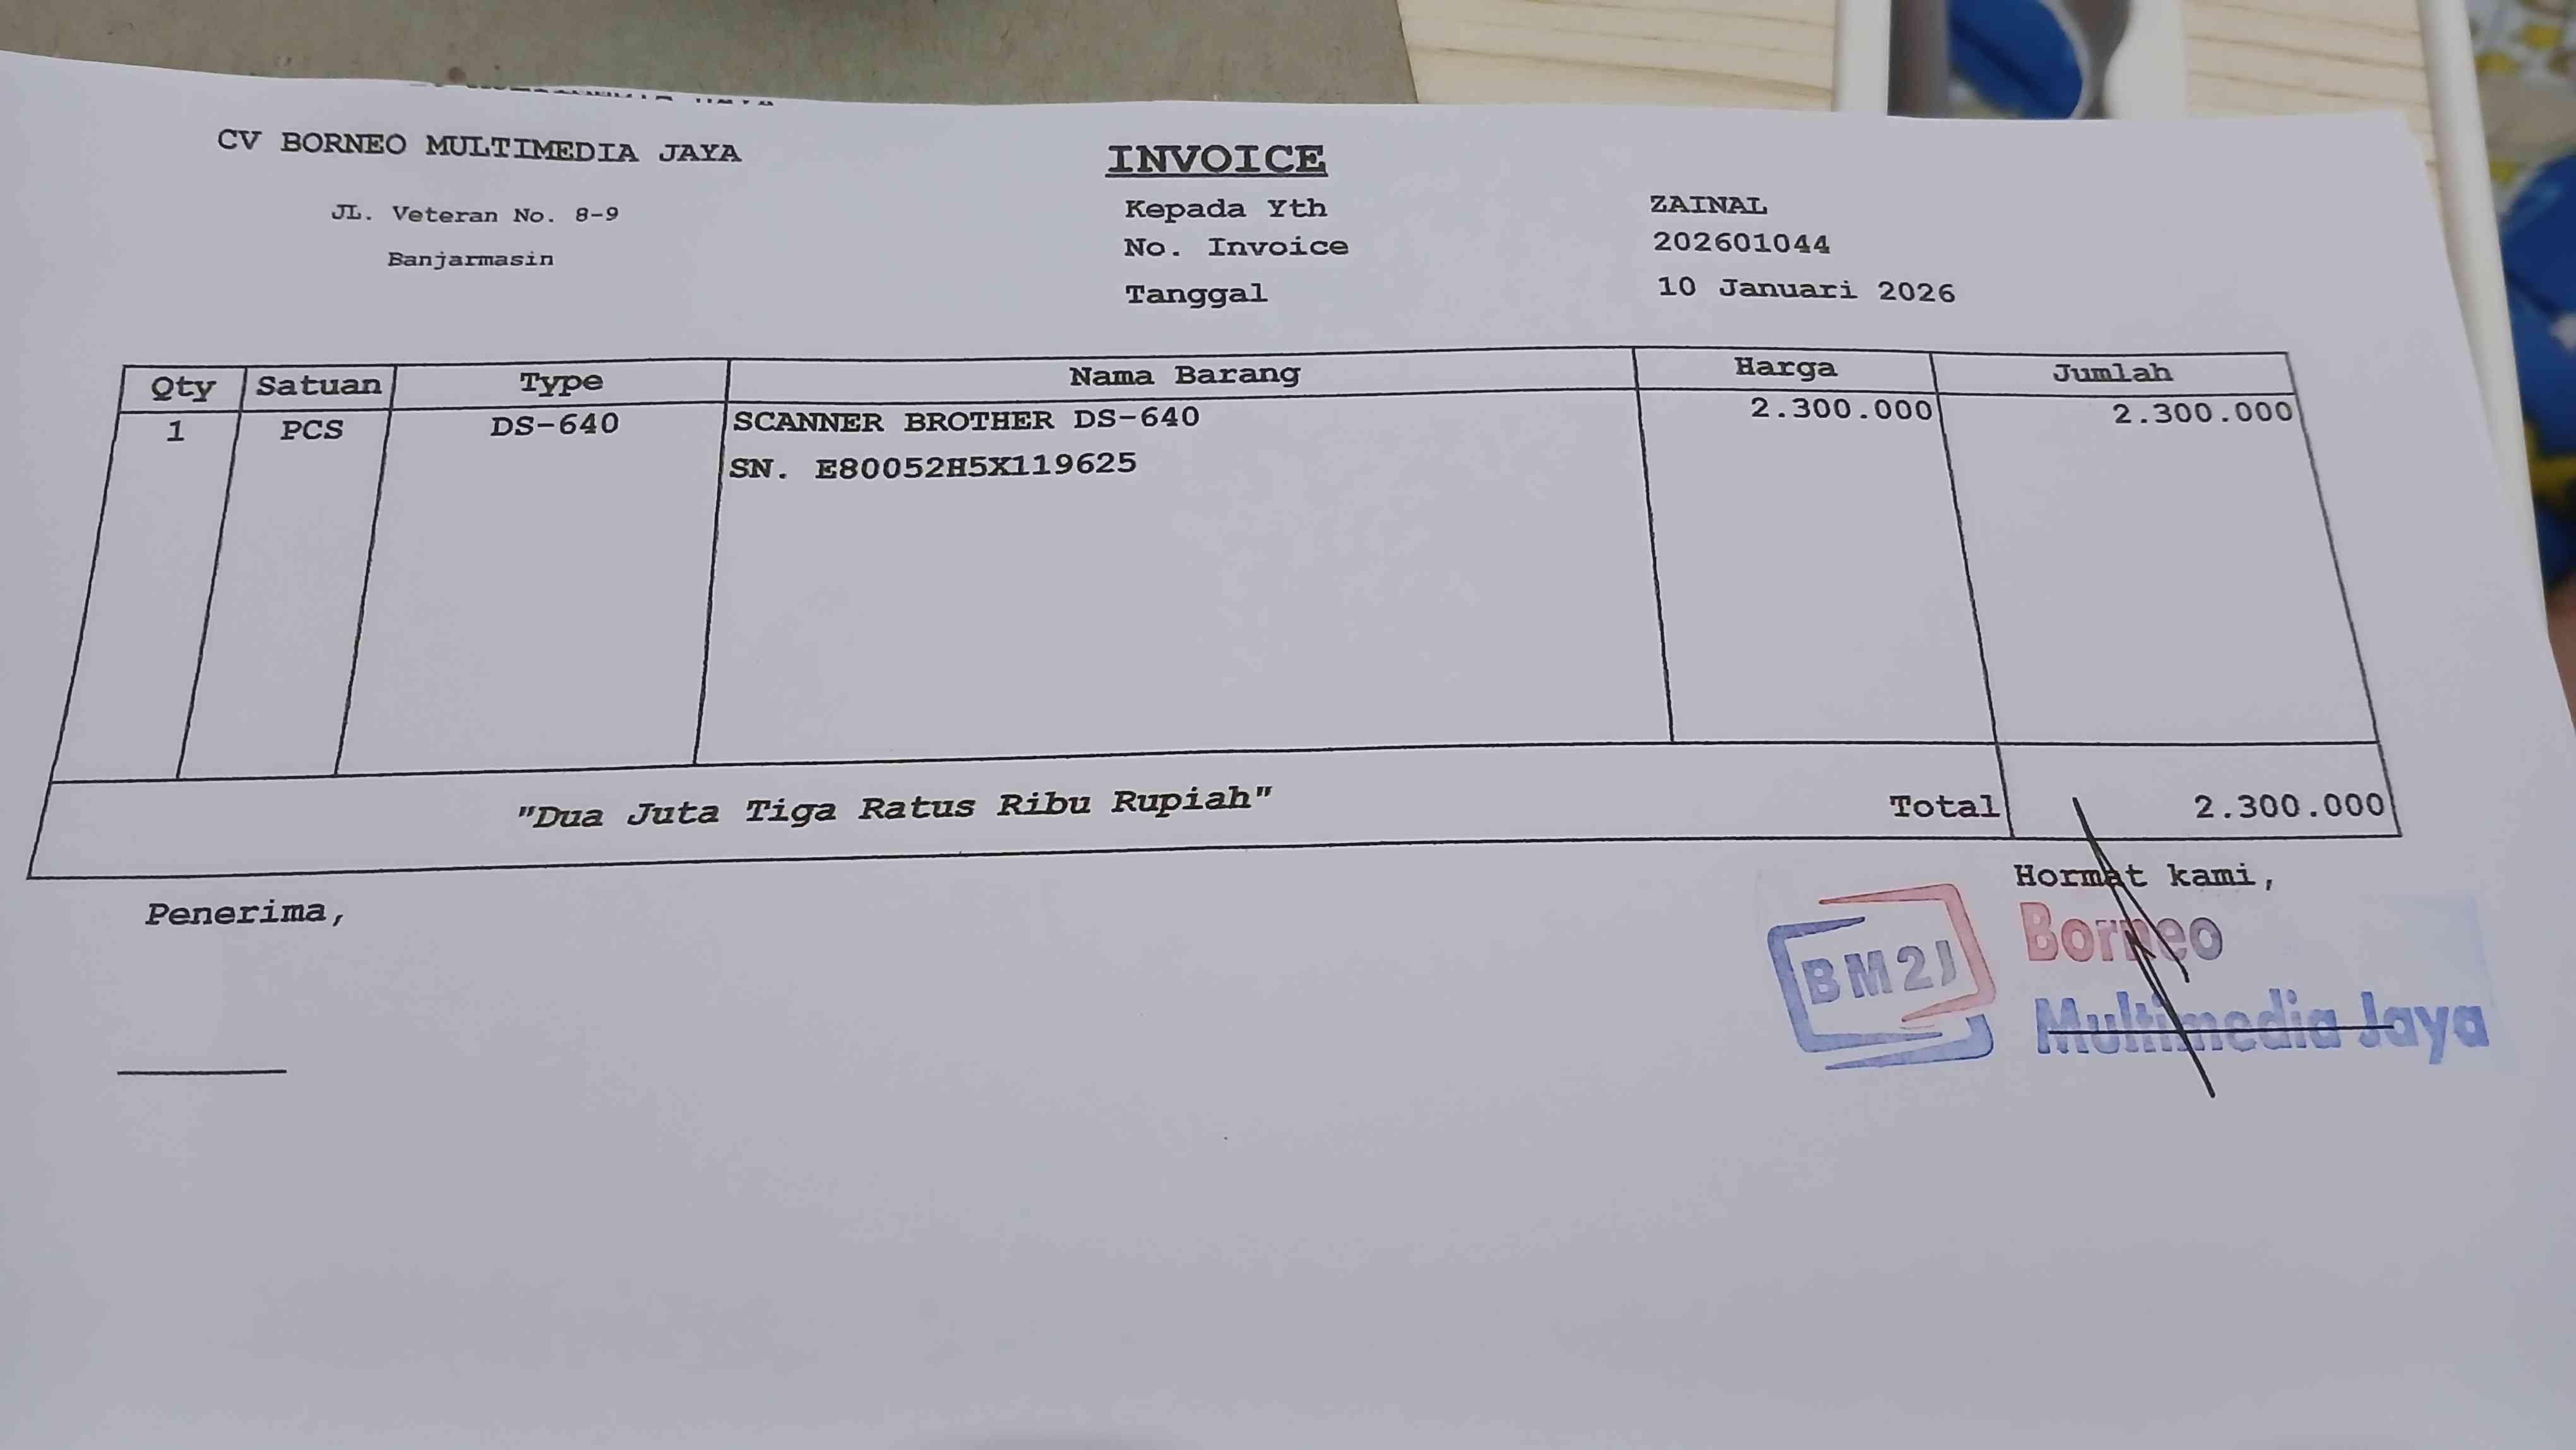 CV BORNEO MULTIMEDIA JAYA
JL. Veteran No. 8-9
Banjarmasin
INVOICE
Kepada Yth ZAINAL
No. Invoice 202601044
Tanggal 10 Januari 2026
Qty Satuan Type Nama Barang Harga Jumlah
1 PCS DS-640 SCANNER BROTHER DS-640 2.300.000 2.300.000
SN. E80052H5X119625
"Dua Juta Tiga Ratus Ribu Rupiah" Total 2.300.000
Penerima,
Hormat kami,
BM2J
Borneo
Multimedia Jaya